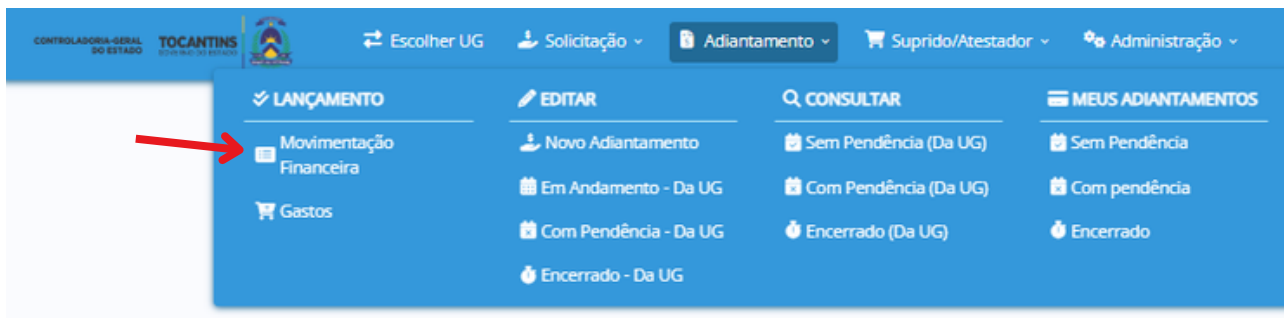 CONTROLADORIA-GERAL
DO ESTADO
TOCANTINS
GOVERNO DO ESTADO
Escolher UG
Solicitação
Adiantamento
Suprido/Atestador
Administração
LANÇAMENTO
Movimentação
Financeira
Gastos
EDITAR
Novo Adiantamento
Em Andamento - Da UG
Com Pendência - Da UG
Encerrado - Da UG
CONSULTAR
Sem Pendência (Da UG)
Com Pendência (Da UG)
Encerrado (Da UG)
MEUS ADIANTAMENTOS
Sem Pendência
Com pendência
Encerrado